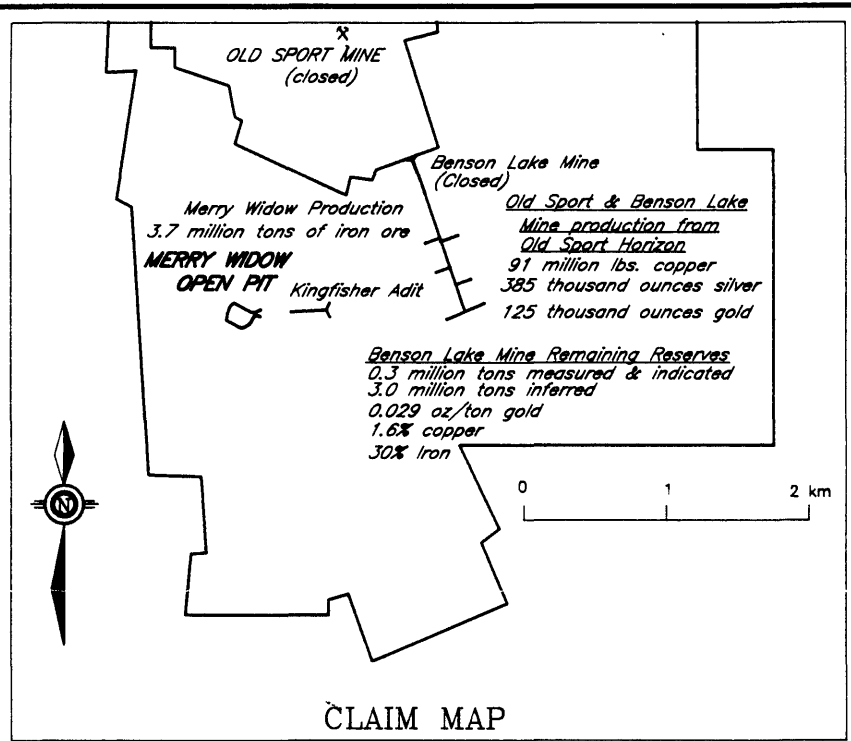 OLD SPORT MINE
(closed)
Benson Lake Mine
(Closed)
Merry Widow Production
3.7 million tons of iron ore
MERRY WIDOW
OPEN PIT
Kingfisher Adit
Old Sport & Benson Lake
Mine production from
Old Sport Horizon
91 million lbs. copper
385 thousand ounces silver
125 thousand ounces gold
Benson Lake Mine Remaining Reserves
0.3 million tons measured & indicated
3.0 million tons inferred
0.029 oz/ton gold
1.6% copper
30% Iron
0 1 2 km
N
CLAIM MAP